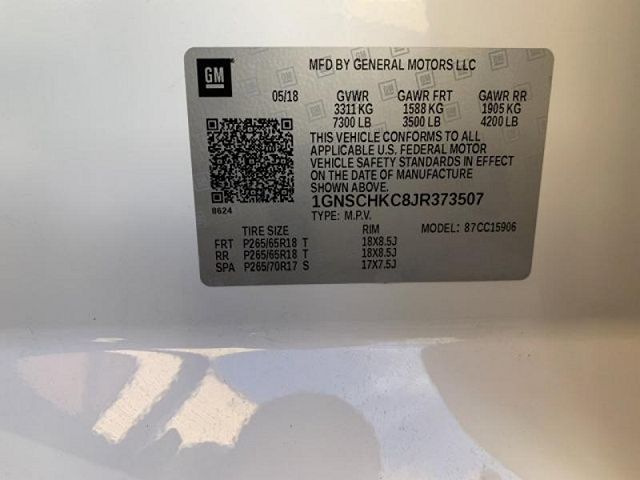 GM
MFD BY GENERAL MOTORS LLC
05/18 GVWR GAWR FRT GAWR RR
3311 KG 1588 KG 1905 KG
7300 LB 3500 LB 4200 LB
THIS VEHICLE CONFORMS TO ALL
APPLICABLE U.S. FEDERAL MOTOR
VEHICLE SAFETY STANDARDS IN EFFECT
ON THE DATE OF MANUFACTURE
SHOWN ABOVE.
8624
1GNSCHKC8JR373507
TYPE: M.P.V. MODEL: 87CC15906
TIRE SIZE RIM
FRT P265/65R18 T 18X8.5J
RR P265/65R18 T 18X8.5J
SPA P265/70R17 S 17X7.5J